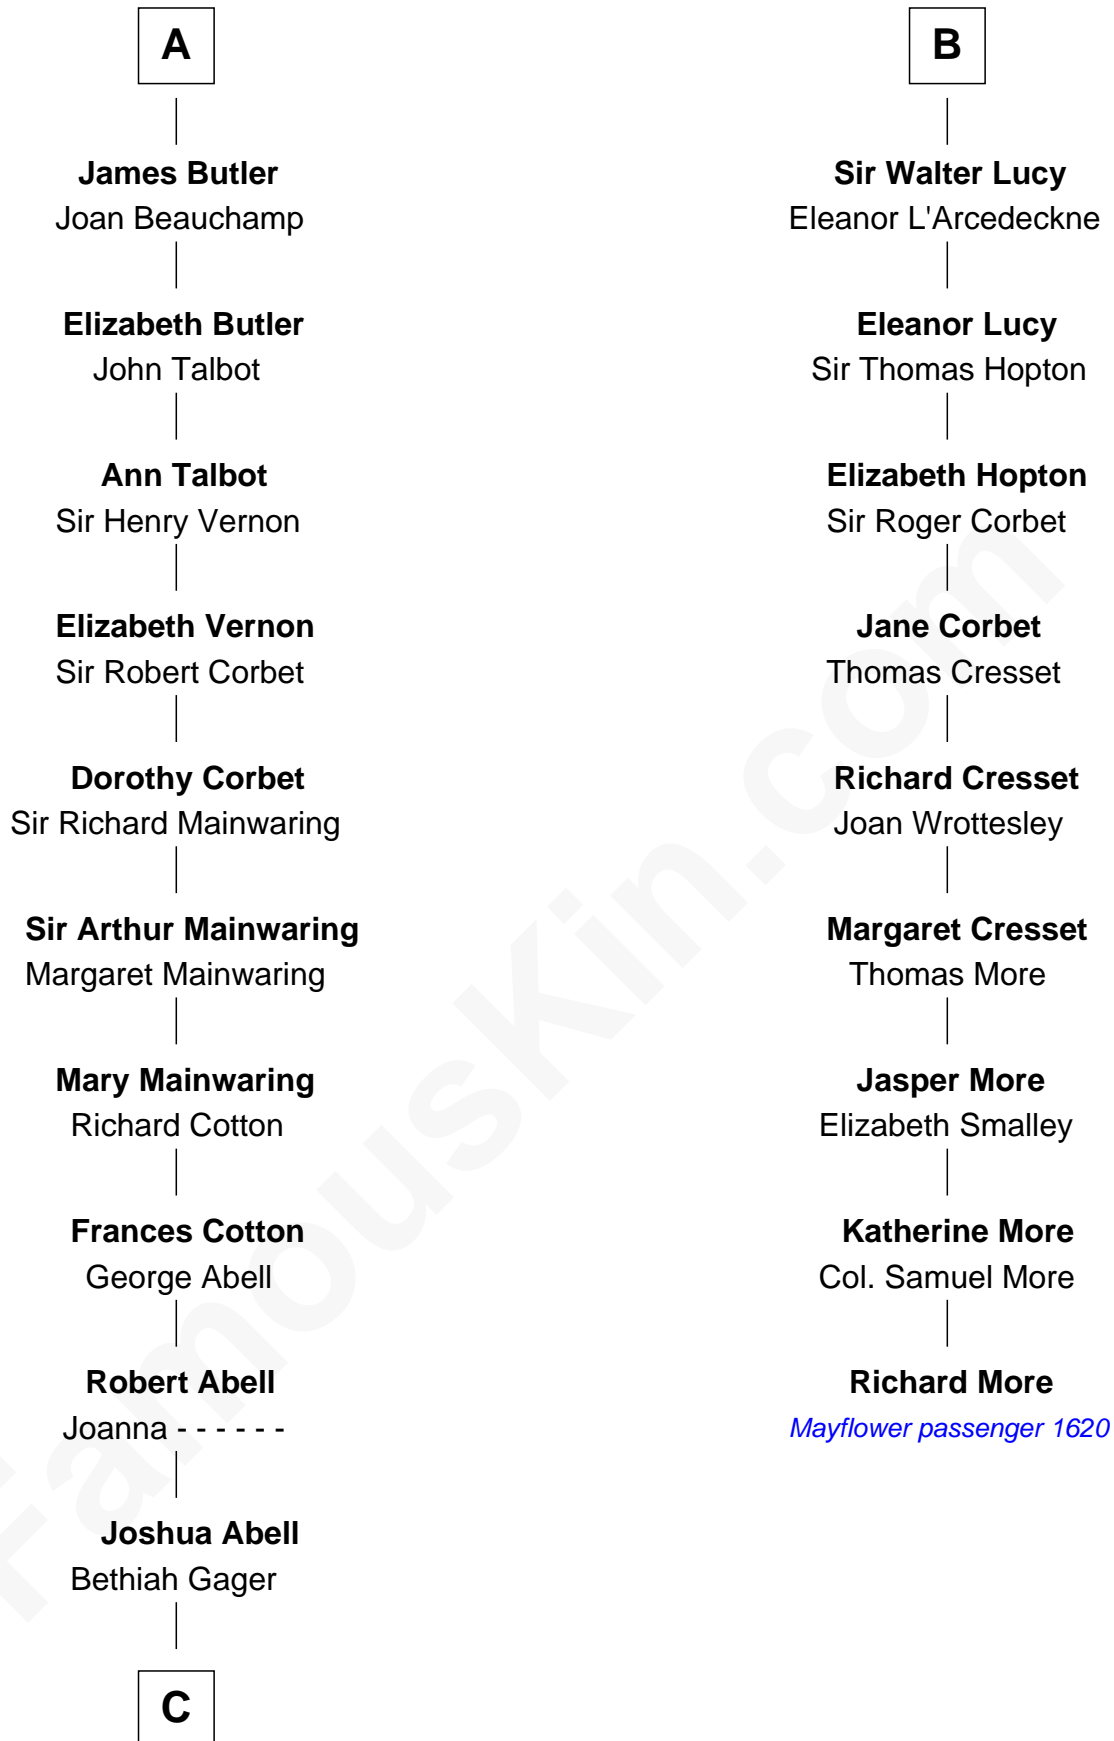 A
James Butler
Joan Beauchamp
Elizabeth Butler
John Talbot
Ann Talbot
Sir Henry Vernon
Elizabeth Vernon
Sir Robert Corbet
Dorothy Corbet
Sir Richard Mainwaring
Sir Arthur Mainwaring
Margaret Mainwaring
Mary Mainwaring
Richard Cotton
Frances Cotton
George Abell
Robert Abell
Joanna - - - - - -
Joshua Abell
Bethiah Gager
C
B
Sir Walter Lucy
Eleanor L'Arcedeckne
Eleanor Lucy
Sir Thomas Hopton
Elizabeth Hopton
Sir Roger Corbet
Jane Corbet
Thomas Cresset
Richard Cresset
Joan Wrottesley
Margaret Cresset
Thomas More
Jasper More
Elizabeth Smalley
Katherine More
Col. Samuel More
Richard More
Mayflower passenger 1620
FamousKin.com